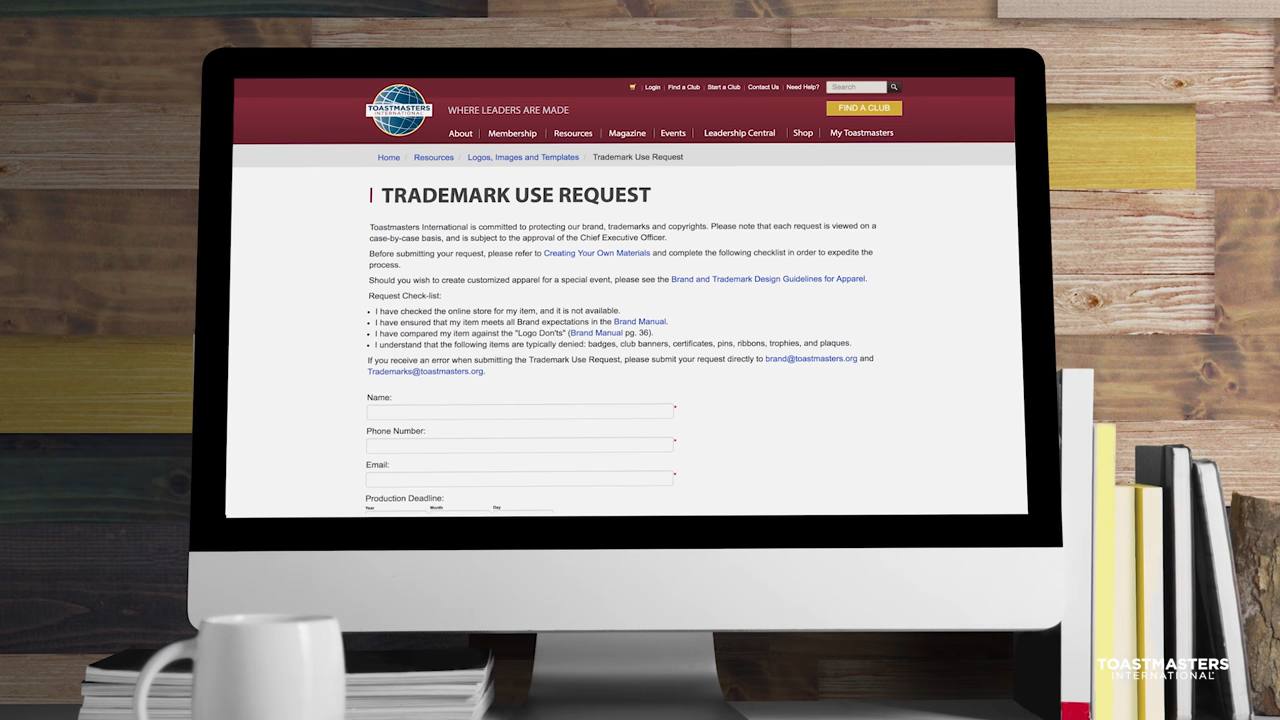 Login
Find a Club
Start a Club
Contact Us
Need Help?
Search
TOASTMASTERS
INTERNATIONAL
WHERE LEADERS ARE MADE
FIND A CLUB
About
Membership
Resources
Magazine
Events
Leadership Central
Shop
My Toastmasters
Home / Resources / Logos, Images and Templates / Trademark Use Request
TRADEMARK USE REQUEST
Toastmasters International is committed to protecting our brand, trademarks and copyrights. Please note that each request is viewed on a
case-by-case basis, and is subject to the approval of the Chief Executive Officer.
Before submitting your request, please refer to Creating Your Own Materials and complete the following checklist in order to expedite the
process.
Should you wish to create customized apparel for a special event, please see the Brand and Trademark Design Guidelines for Apparel.
Request Check-list:
• I have checked the online store for my item, and it is not available.
• I have ensured that my item meets all Brand expectations in the Brand Manual.
• I have compared my item against the "Logo Don'ts" (Brand Manual pg. 36).
• I understand that the following items are typically denied: badges, club banners, certificates, pins, ribbons, trophies, and plaques.
If you receive an error when submitting the Trademark Use Request, please submit your request directly to brand@toastmasters.org and
Trademarks@toastmasters.org.
Name:
*
Phone Number:
*
Email:
*
Production Deadline:
Year Month Day
TOASTMASTERS
INTERNATIONAL